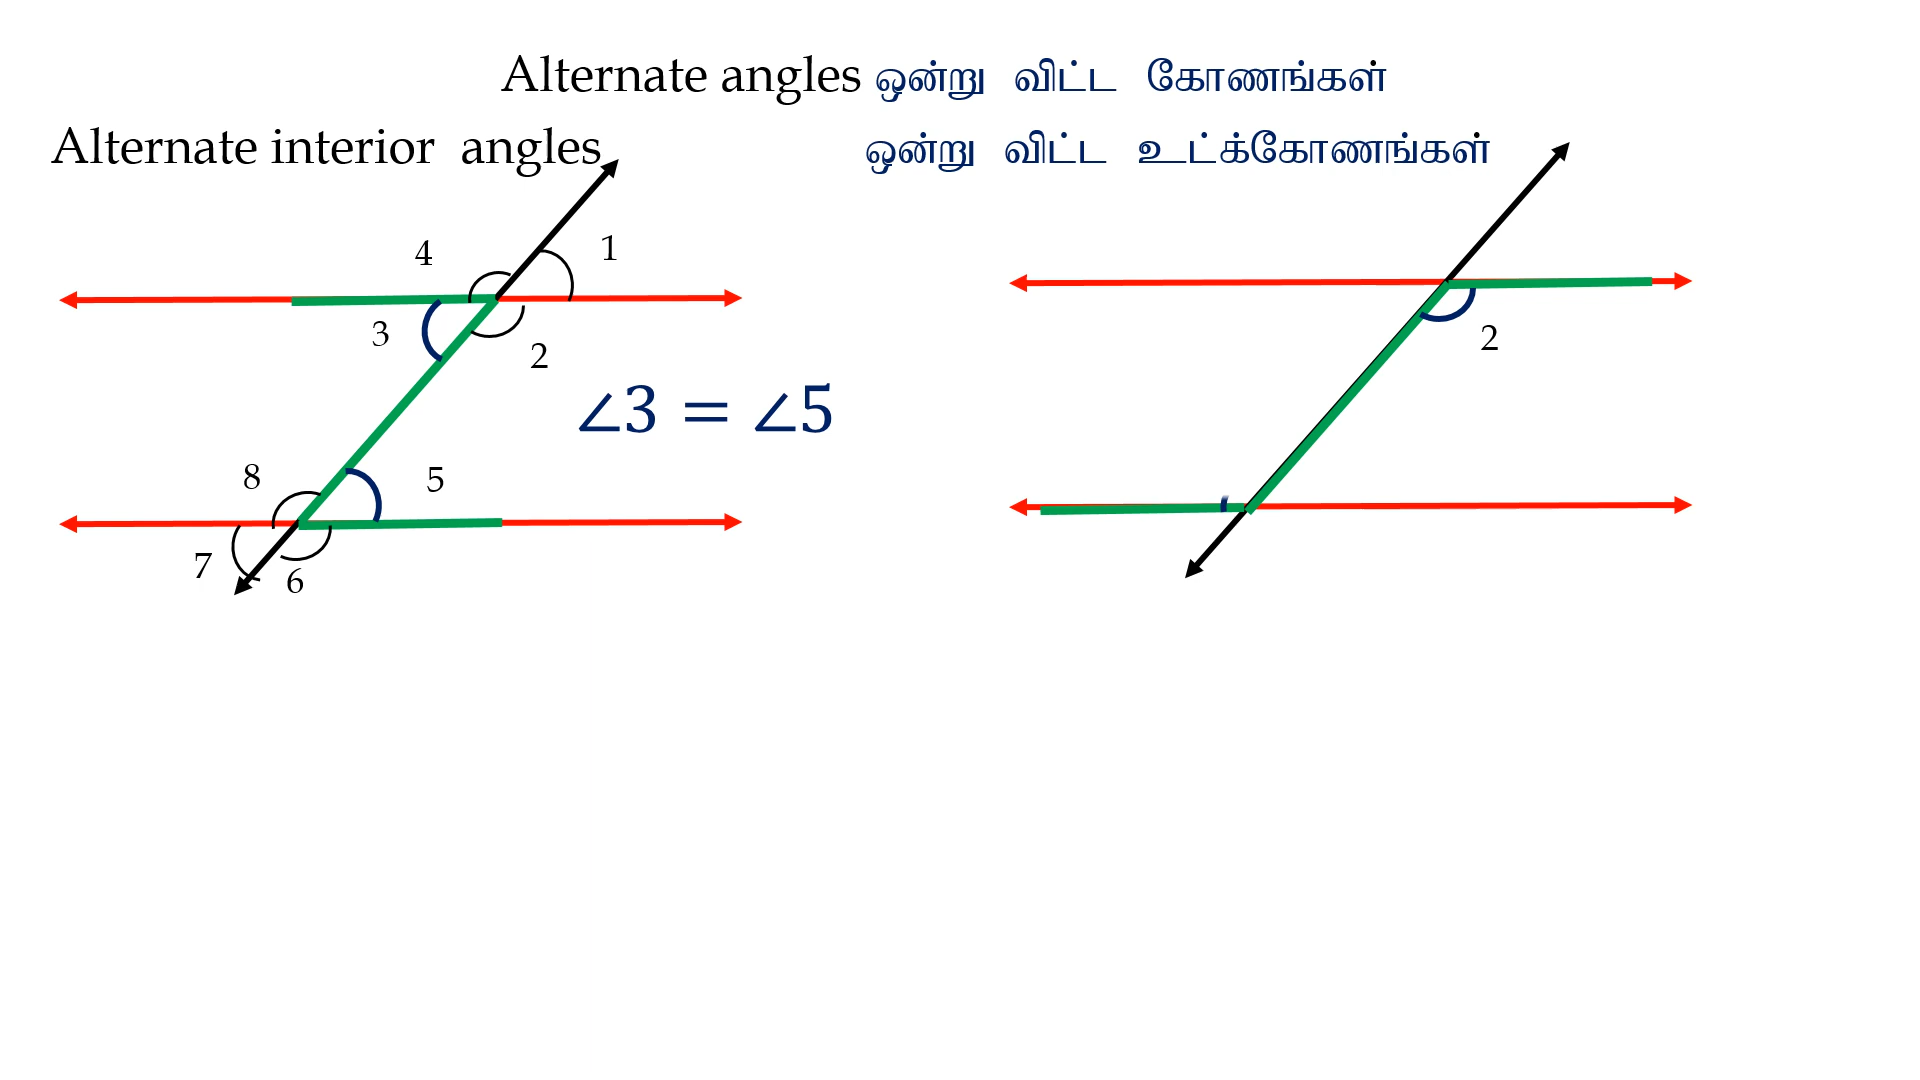 Alternate angles ஒன்று விட்ட கோணங்கள்
Alternate interior angles ஒன்று விட்ட உட்க்கோணங்கள்
4 1
3 2 2
∠3 = ∠5
8 5
7 6